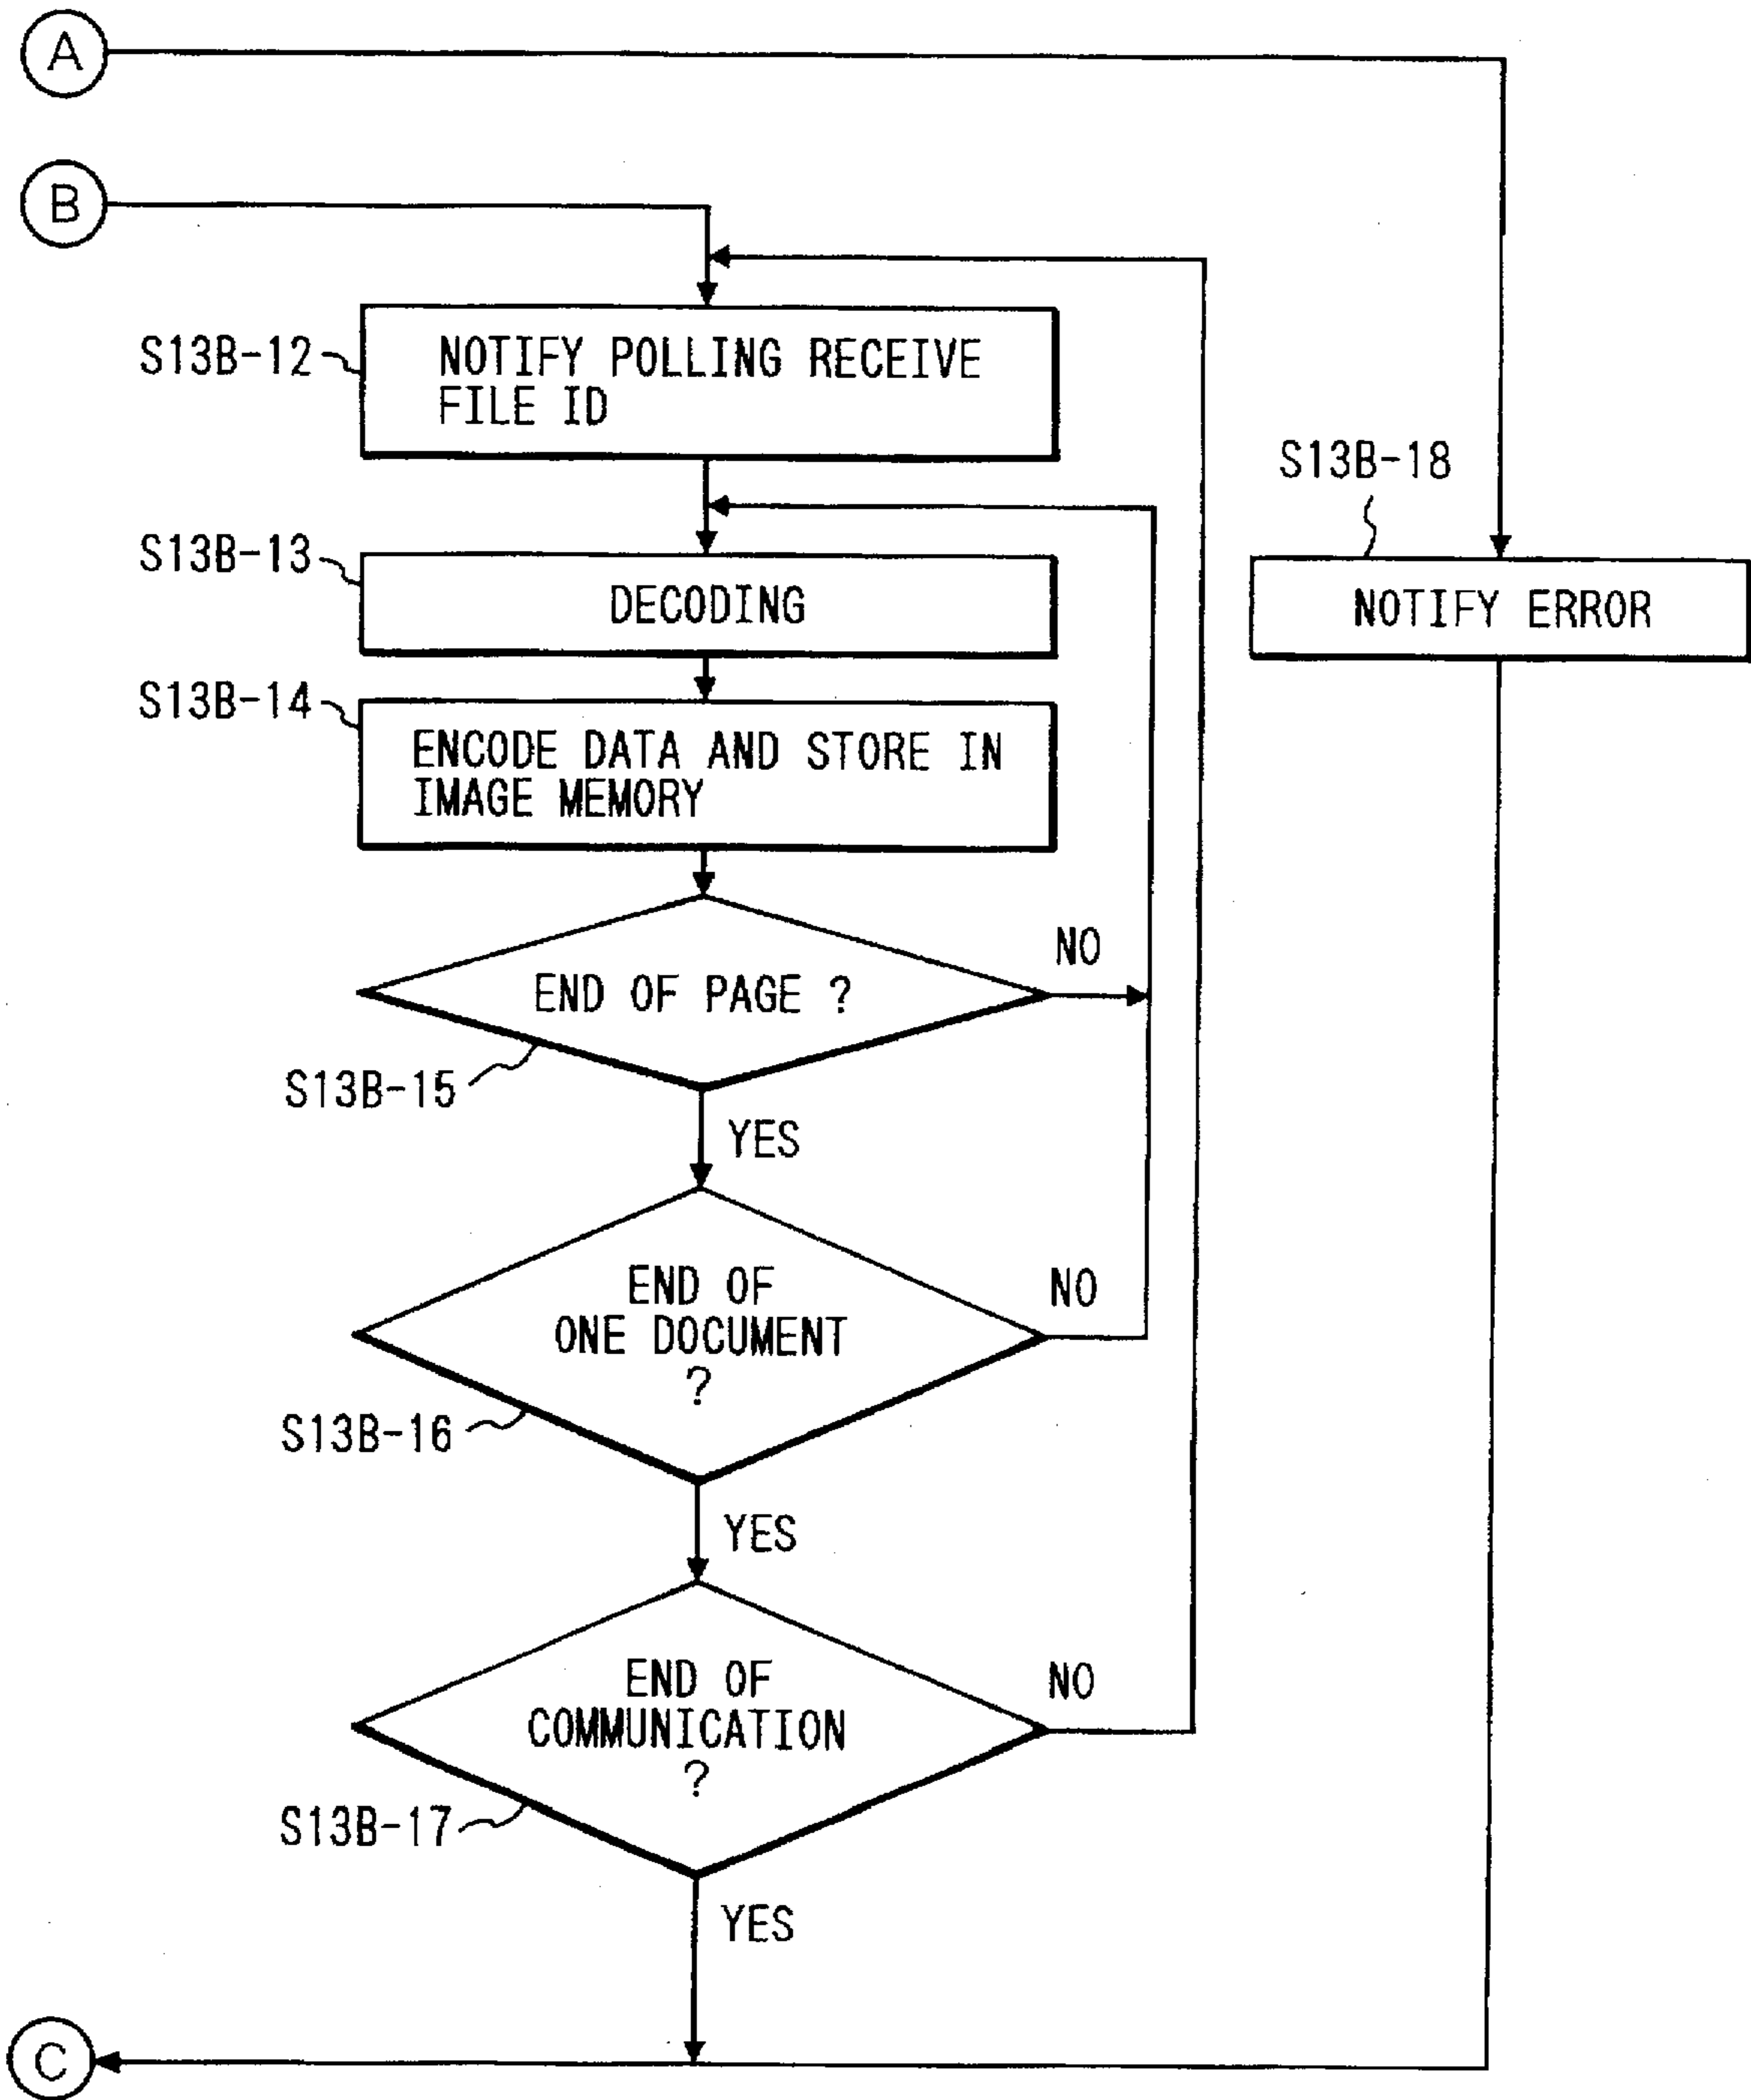 A
B
S13B-12
NOTIFY POLLING RECEIVE
FILE ID
S13B-18
S13B-13
DECODING
NOTIFY ERROR
S13B-14
ENCODE DATA AND STORE IN
IMAGE MEMORY
NO
END OF PAGE ?
S13B-15
YES
END OF
ONE DOCUMENT
?
NO
S13B-16
YES
END OF
COMMUNICATION
?
NO
S13B-17
YES
C